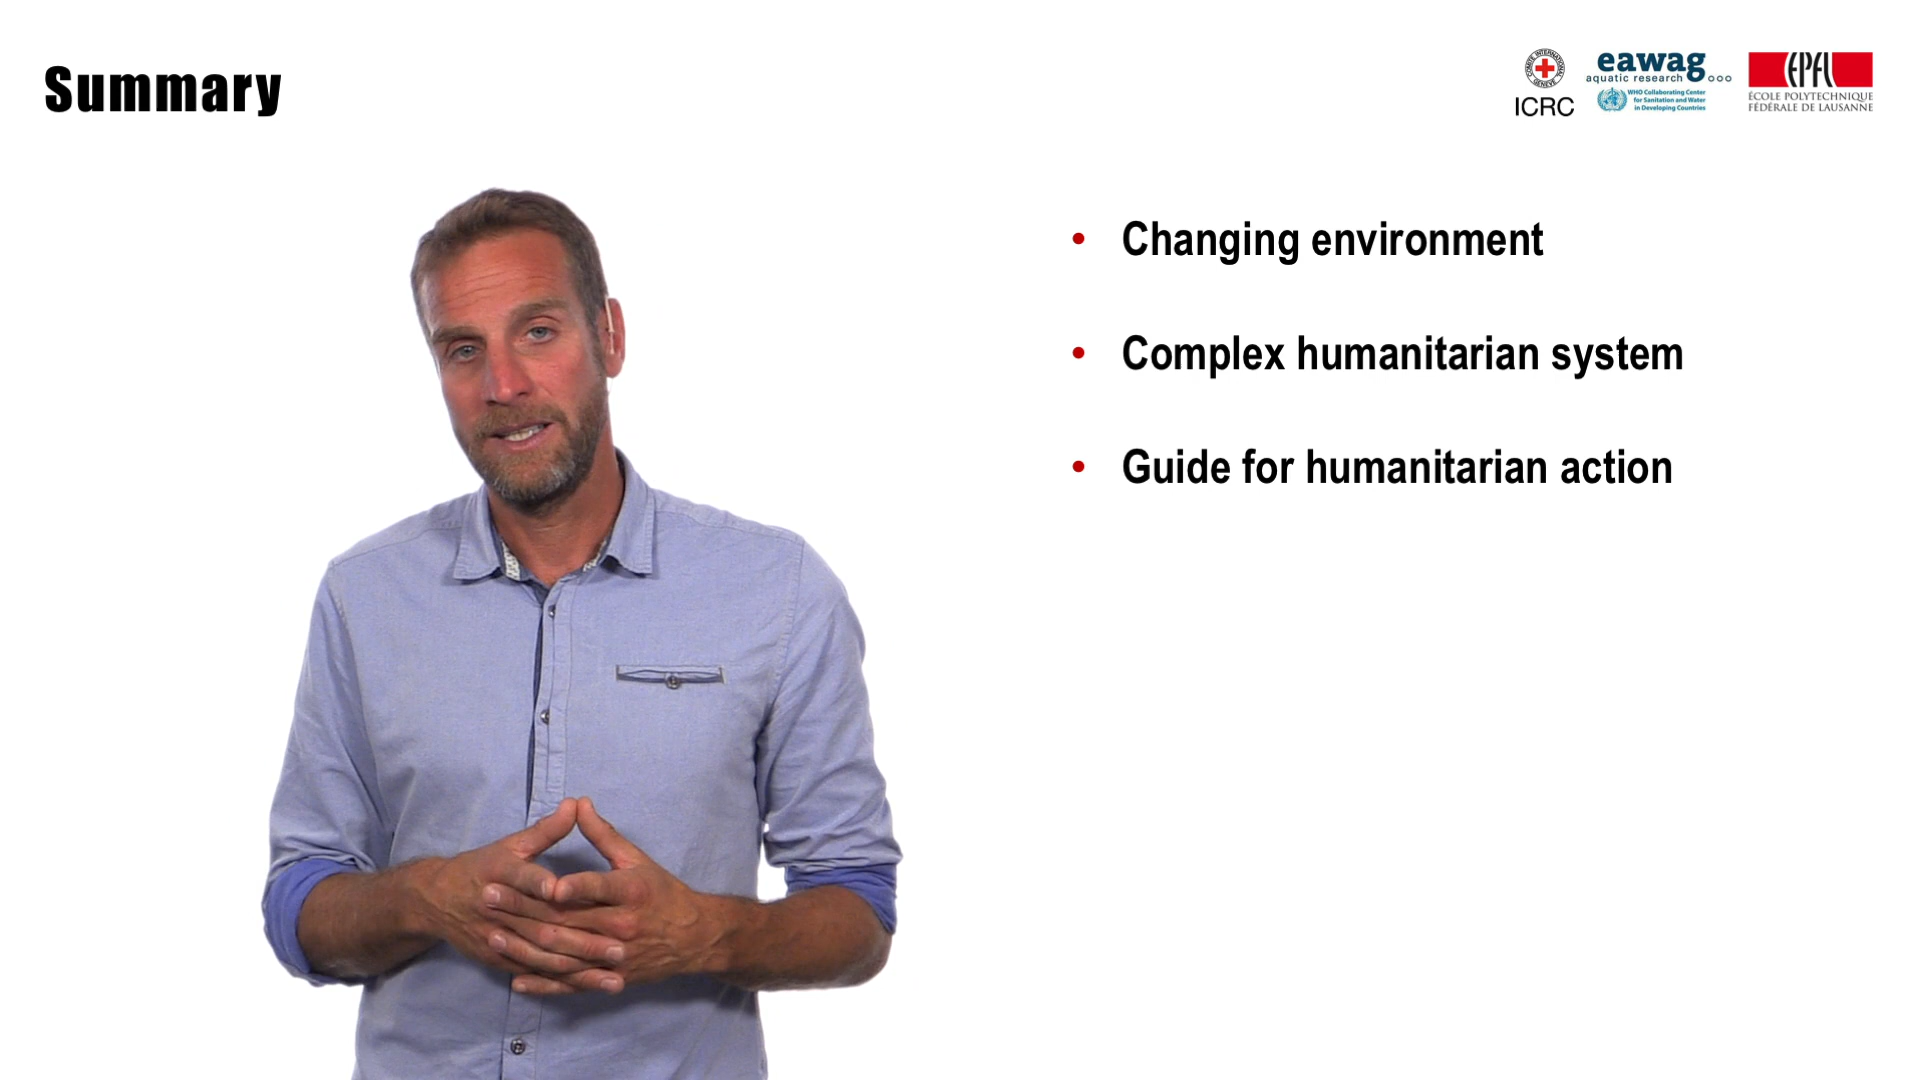 Summary
ICRC
eawag
aquatic research
WHO Collaborating Center
for Sanitation and Water
in Developing Countries
EPFL
ÉCOLE POLYTECHNIQUE
FÉDÉRALE DE LAUSANNE
• Changing environment
• Complex humanitarian system
• Guide for humanitarian action